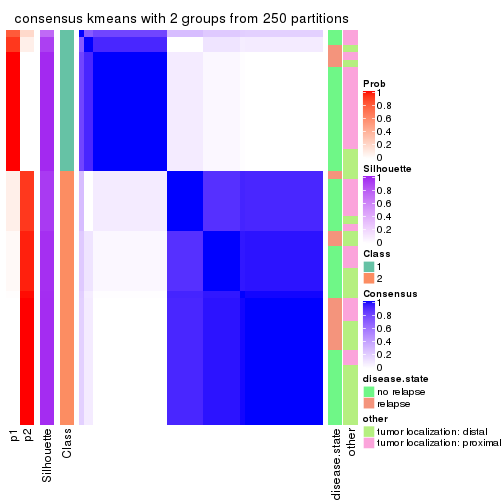 consensus kmeans with 2 groups from 250 partitions
p1
p2
Silhouette
Class
disease.state
other
Prob
1
0.8
0.6
0.4
0.2
0
Silhouette
1
0.8
0.6
0.4
0.2
0
Class
1
2
Consensus
1
0.8
0.6
0.4
0.2
0
disease.state
no relapse
relapse
other
tumor localization: distal
tumor localization: proximal